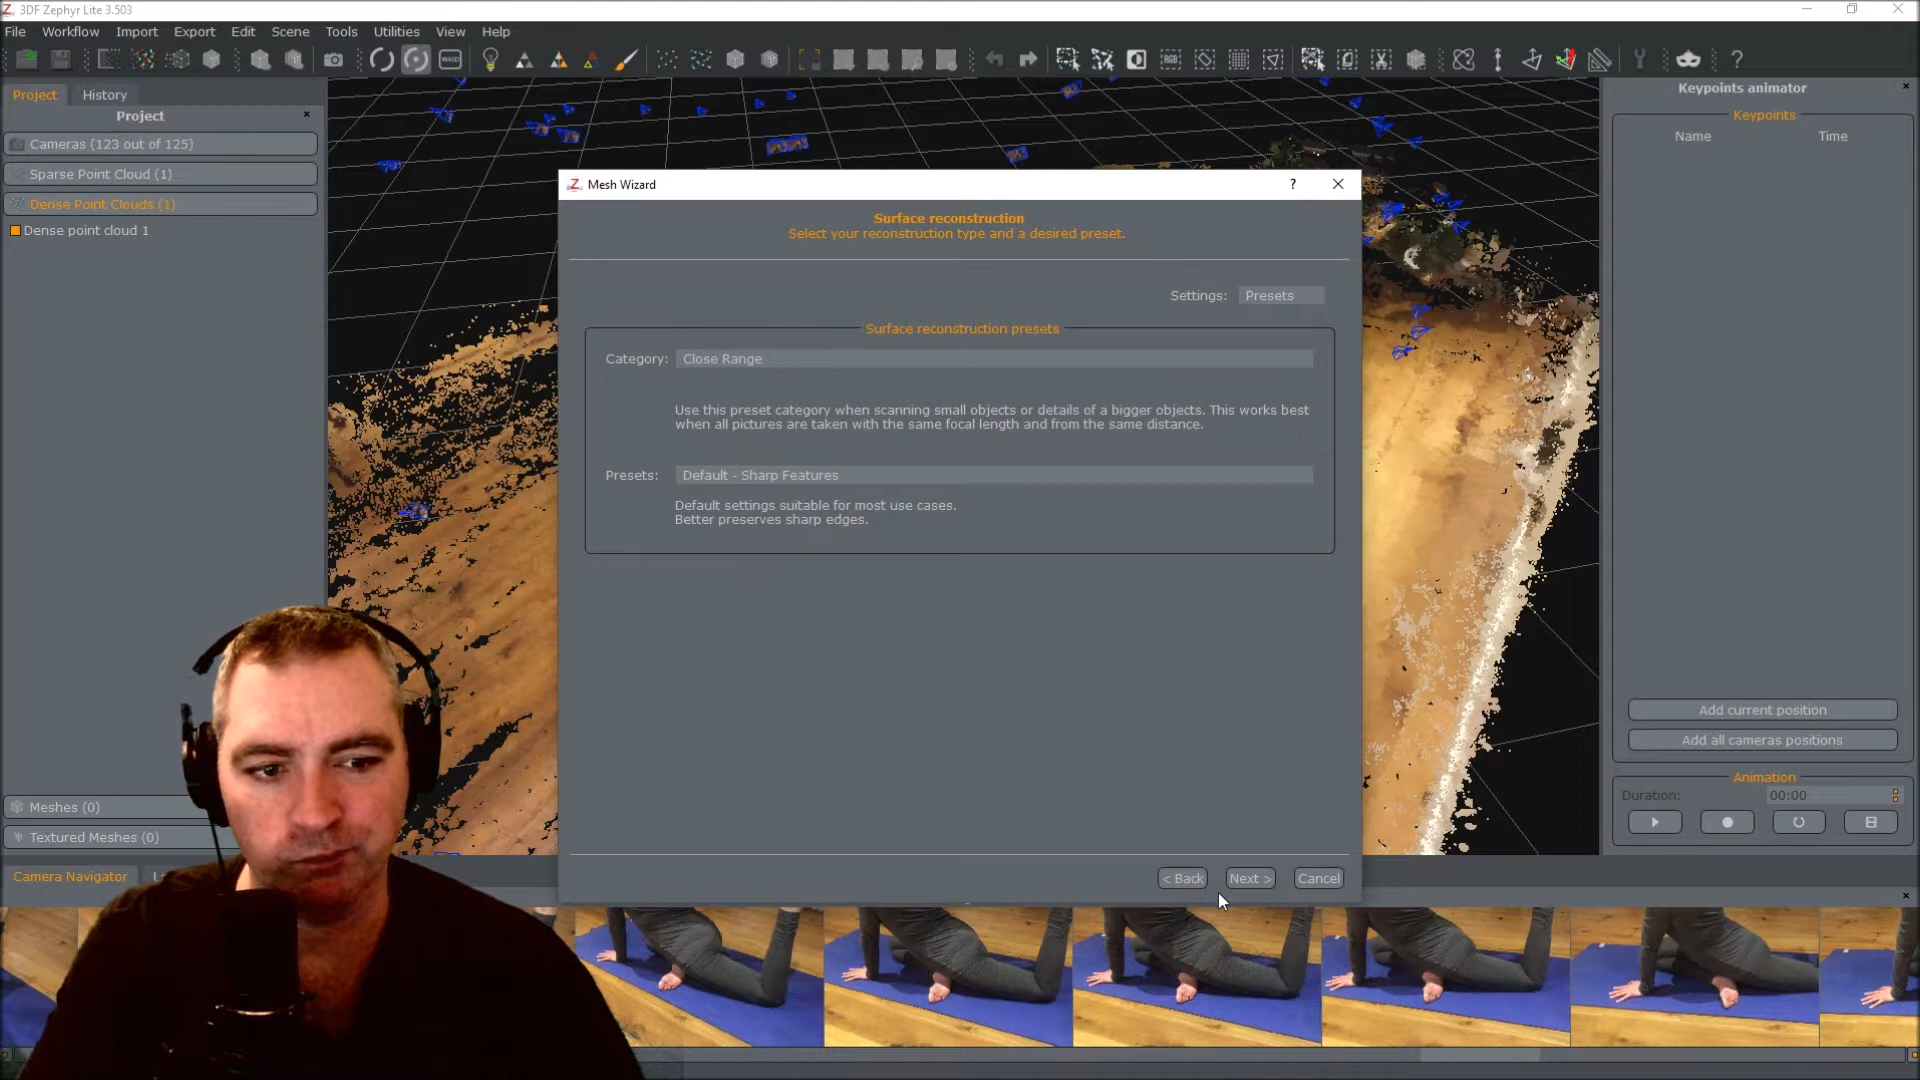 3DF Zephyr Lite 3.503
File Workflow Import Export Edit Scene Tools Utilities View Help
WASD
RGB
Project History
Project
Cameras (123 out of 125)
Sparse Point Cloud (1)
Dense Point Clouds (1)
Dense point cloud 1
Meshes (0)
Textured Meshes (0)
Camera Navigator
Mesh Wizard
Surface reconstruction
Select your reconstruction type and a desired preset.
Settings: Presets
Surface reconstruction presets
Category: Close Range
Use this preset category when scanning small objects or details of a bigger objects. This works best
when all pictures are taken with the same focal length and from the same distance.
Presets: Default - Sharp Features
Default settings suitable for most use cases.
Better preserves sharp edges.
< Back Next > Cancel
Keypoints animator
Keypoints
Name Time
Add current position
Add all cameras positions
Animation
Duration: 00:00